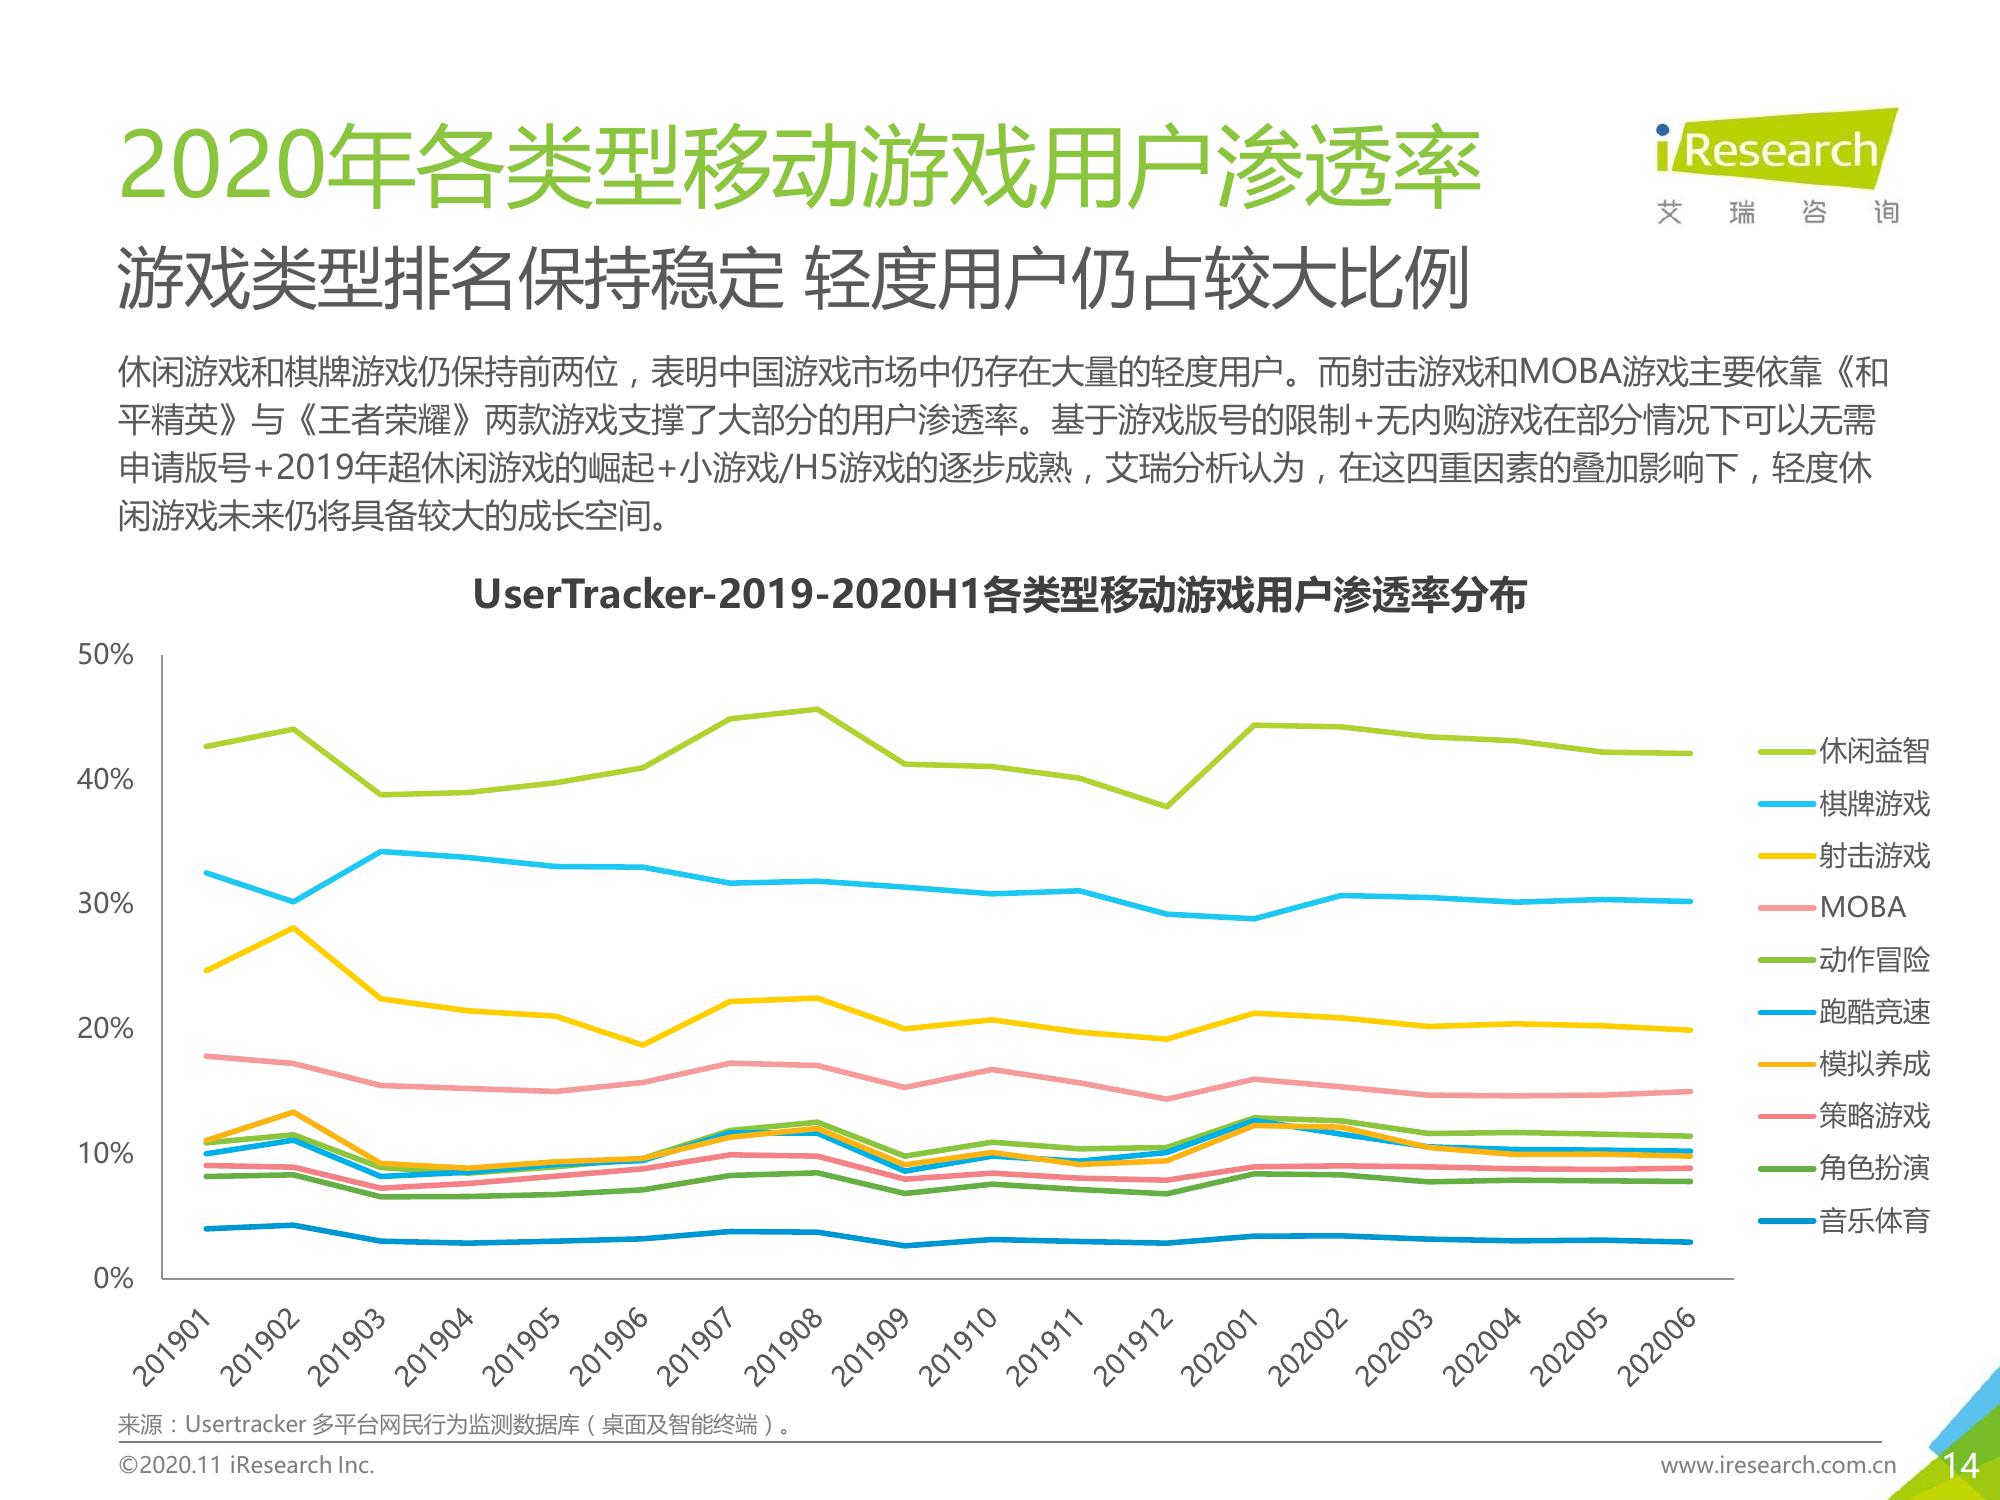 2020年各类型移动游戏用户渗透率
iResearch
艾瑞咨询
游戏类型排名保持稳定 轻度用户仍占较大比例
休闲游戏和棋牌游戏仍保持前两位，表明中国游戏市场中仍存在大量的轻度用户。而射击游戏和MOBA游戏主要依靠《和
平精英》与《王者荣耀》两款游戏支撑了大部分的用户渗透率。基于游戏版号的限制+无内购游戏在部分情况下可以无需
申请版号+2019年超休闲游戏的崛起+小游戏/H5游戏的逐步成熟，艾瑞分析认为，在这四重因素的叠加影响下，轻度休
闲游戏未来仍将具备较大的成长空间。
UserTracker-2019-2020H1各类型移动游戏用户渗透率分布
50%
40%
30%
20%
10%
0%
休闲益智
棋牌游戏
射击游戏
MOBA
动作冒险
跑酷竞速
模拟养成
策略游戏
角色扮演
音乐体育
201901
201902
201903
201904
201905
201906
201907
201908
201909
201910
201911
201912
202001
202002
202003
202004
202005
202006
来源：Usertracker 多平台网民行为监测数据库（桌面及智能终端）。
©2020.11 iResearch Inc.
www.iresearch.com.cn
14